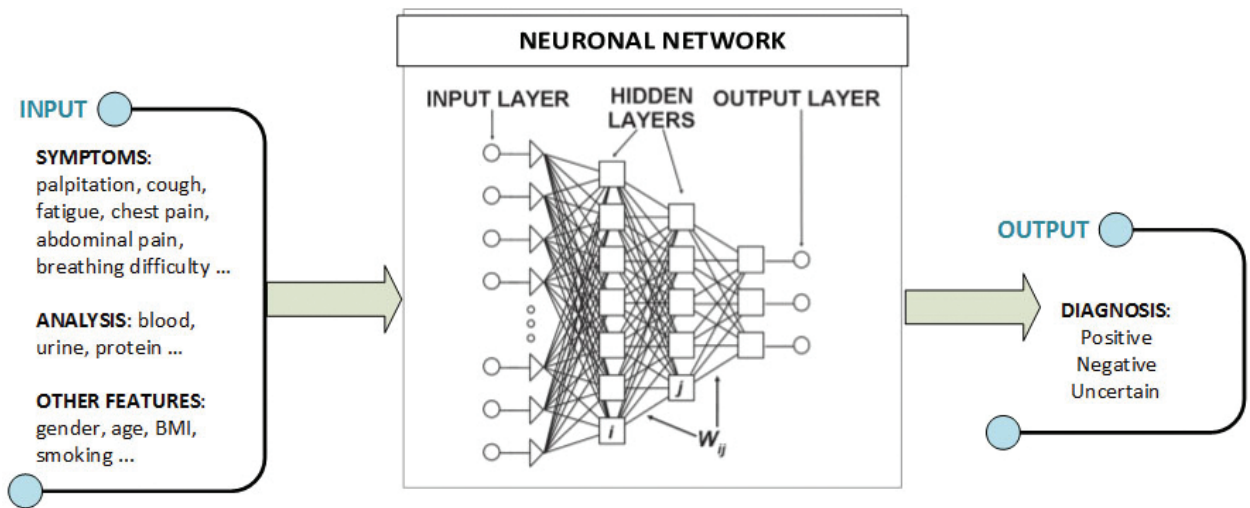 NEURONAL NETWORK
INPUT
SYMPTOMS:
palpitation, cough,
fatigue, chest pain,
abdominal pain,
breathing difficulty ...
ANALYSIS: blood,
urine, protein ...
OTHER FEATURES:
gender, age, BMI,
smoking ...
INPUT LAYER
HIDDEN
LAYERS
OUTPUT LAYER
i
j
Wij
OUTPUT
DIAGNOSIS:
Positive
Negative
Uncertain